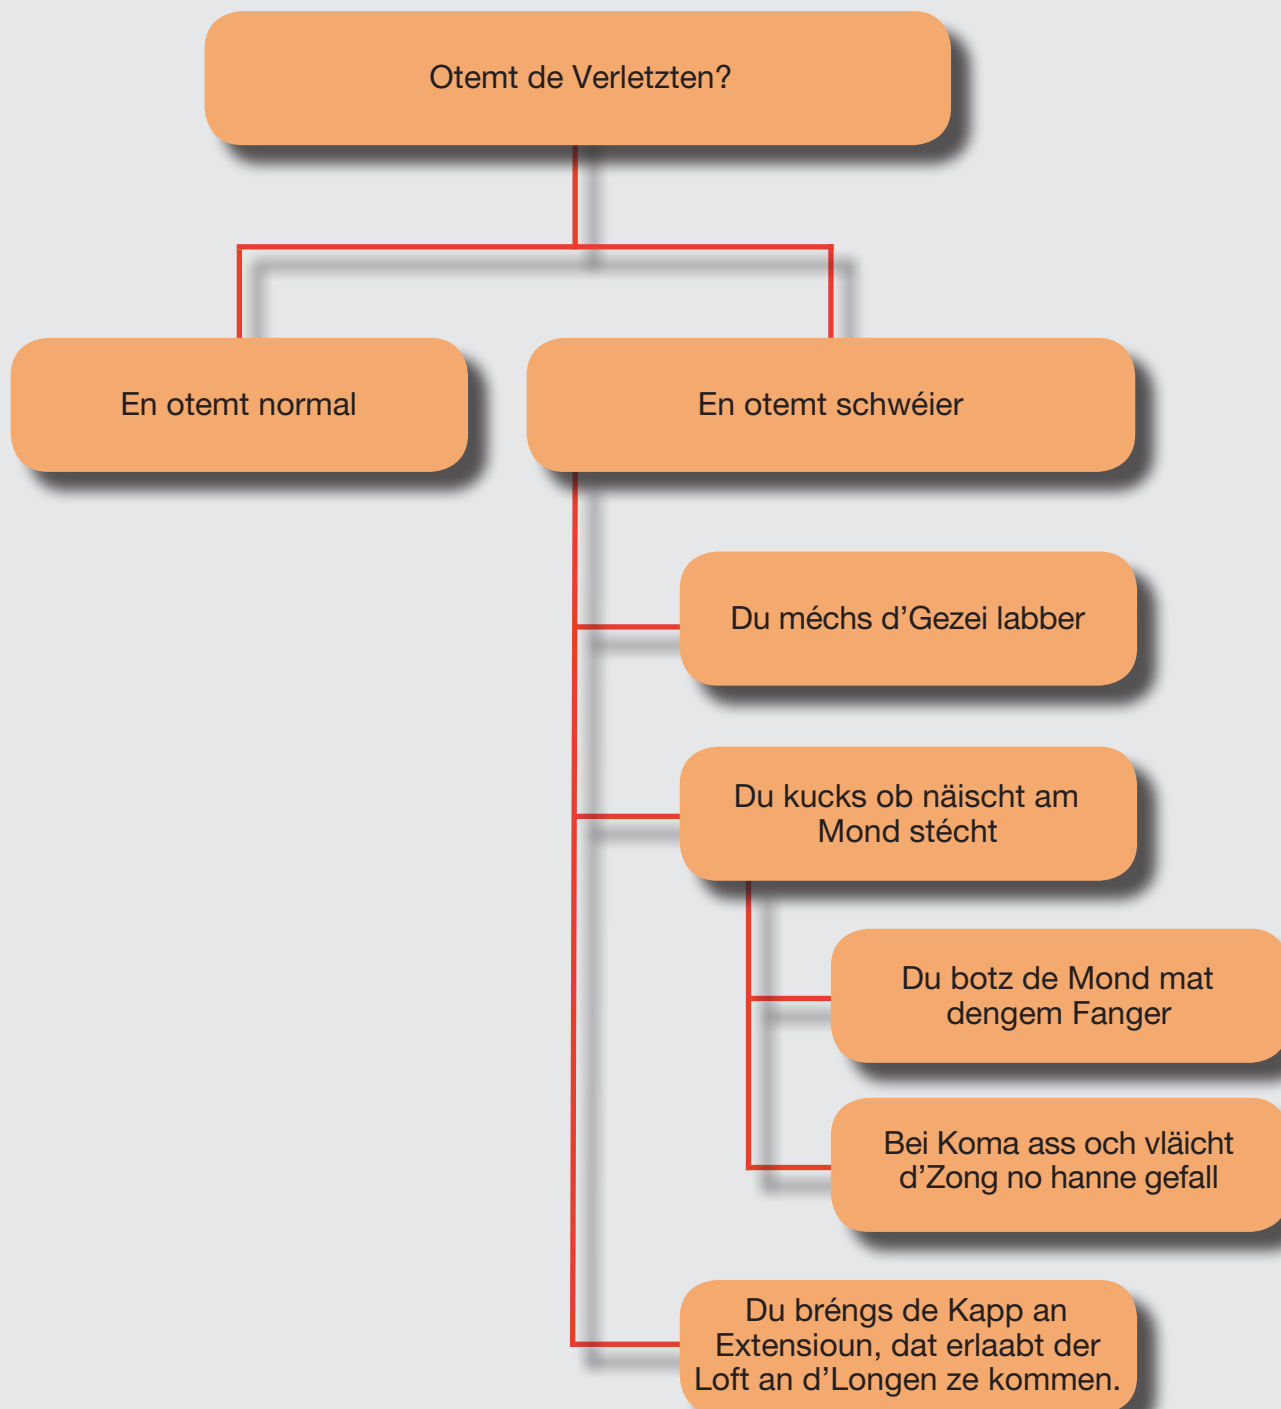 Otemt de Verletzten?
En otemt normal
En otemt schwéier
Du méchs d’Gezei labber
Du kucks ob näischt am
Mond stécht
Du botz de Mond mat
dengem Fanger
Bei Koma ass och vläicht
d’Zong no hanne gefall
Du bréngs de Kapp an
Extensioun, dat erlaabt der
Loft an d’Longen ze kommen.